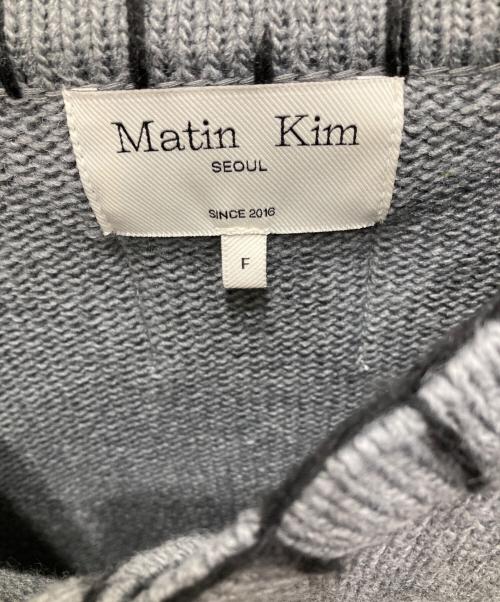 Matin Kim
SEOUL
SINCE 2016
F